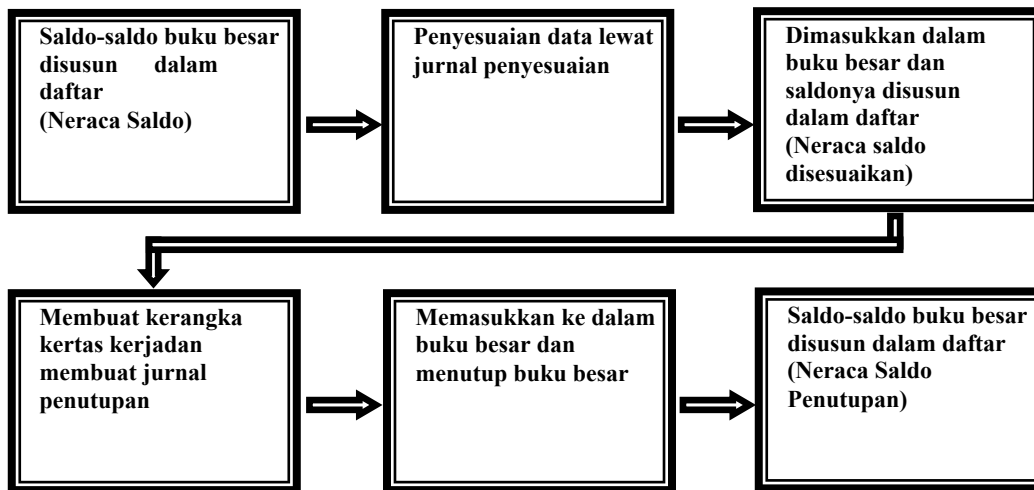 Saldo-saldo buku besar
disusun dalam
daftar
(Neraca Saldo)
Penyesuaian data lewat
jurnal penyesuaian
Dimasukkan dalam
buku besar dan
saldonya disusun
dalam daftar
(Neraca saldo
disesuaikan)
Membuat kerangka
kertas kerjadan
membuat jurnal
penutupan
Memasukkan ke dalam
buku besar dan
menutup buku besar
Saldo-saldo buku besar
disusun dalam daftar
(Neraca Saldo
Penutupan)